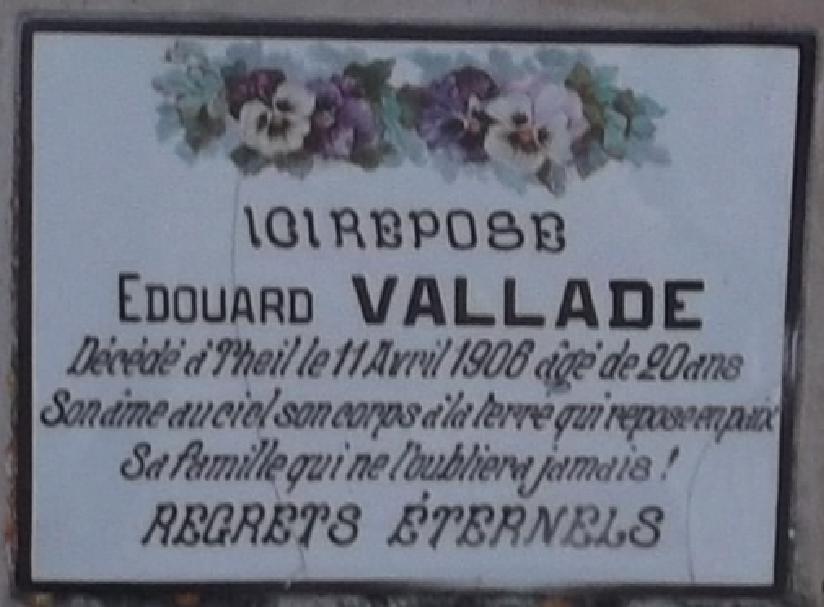 ICI REPOSE
EDOUARD VALLADE
Décédé à Theil le 11 Avril 1906 âgé de 20 ans
Son âme au ciel son corps à la terre qui repose en paix
Sa famille qui ne l'oubliera jamais !
REGRETS ÉTERNELS